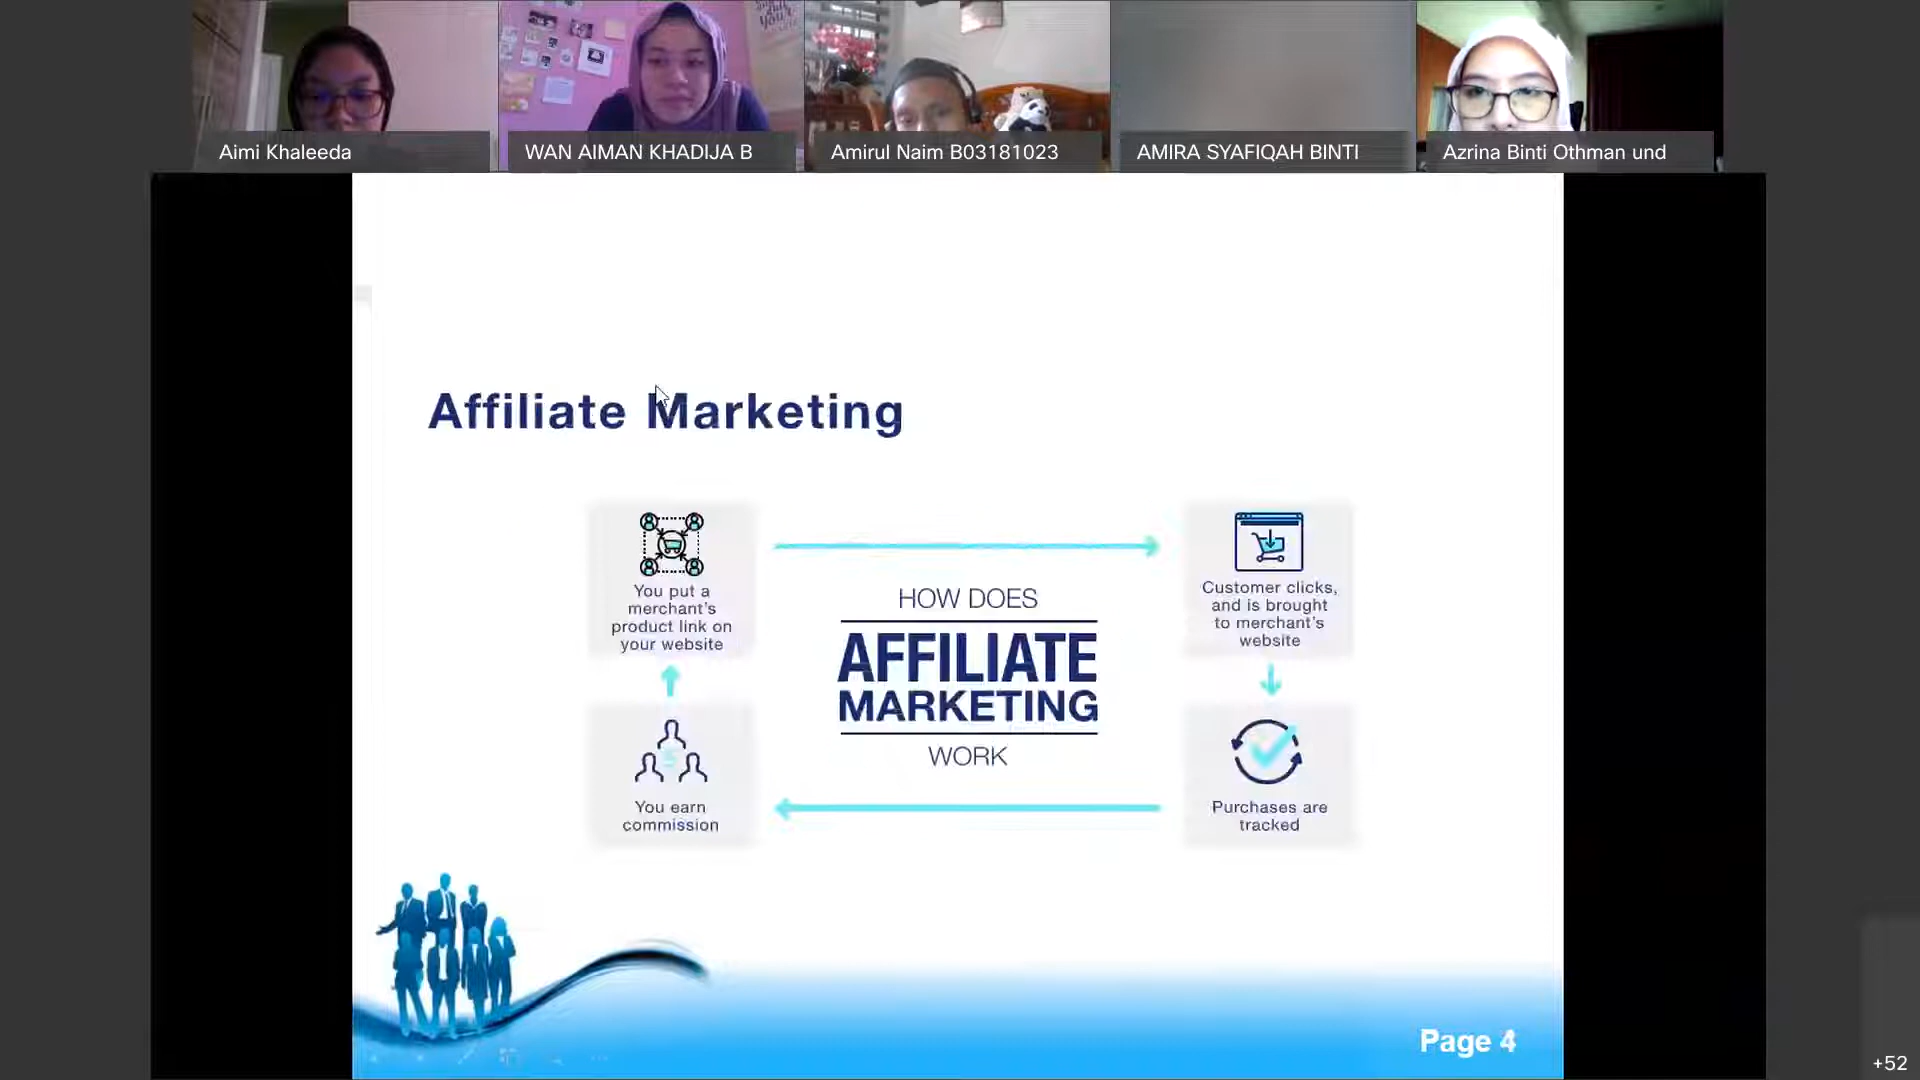 Aimi Khaleeda
WAN AIMAN KHADIJA B
Amirul Naim B03181023
AMIRA SYAFIQAH BINTI
Azrina Binti Othman und
Affiliate Marketing
You put a
merchant's
product link on
your website
HOW DOES
AFFILIATE
MARKETING
WORK
Customer clicks,
and is brought
to merchant's
website
You earn
commission
Purchases are
tracked
Page 4
+52